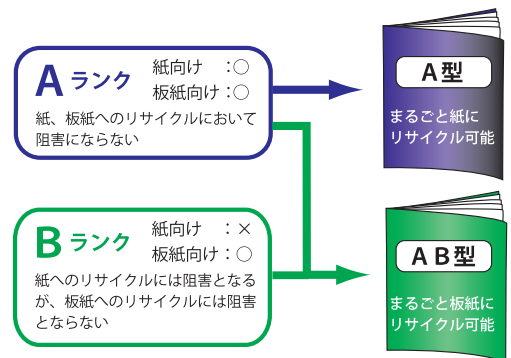 Aランク
紙向け　：○
板紙向け：○
紙、板紙へのリサイクルにおいて
阻害にならない
A型
まるごと紙に
リサイクル可能
Bランク
紙向け　：×
板紙向け：○
紙へのリサイクルには阻害となる
が、板紙へのリサイクルには阻害
とならない
AB型
まるごと板紙に
リサイクル可能